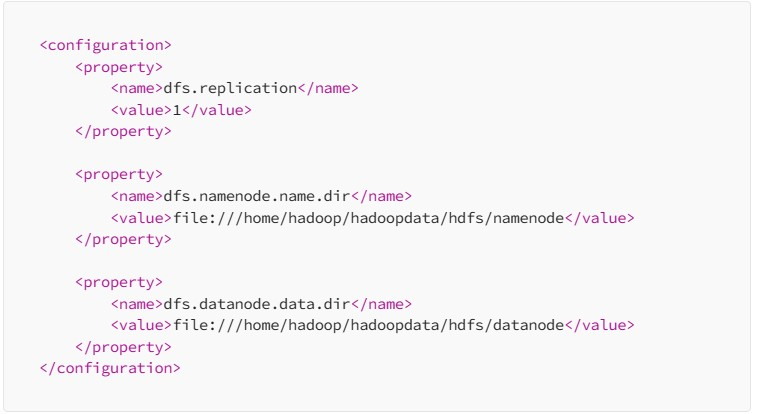 <configuration>
    <property>
        <name>dfs.replication</name>
        <value>1</value>
    </property>

    <property>
        <name>dfs.namenode.name.dir</name>
        <value>file:///home/hadoop/hadoopdata/hdfs/namenode</value>
    </property>

    <property>
        <name>dfs.datanode.data.dir</name>
        <value>file:///home/hadoop/hadoopdata/hdfs/datanode</value>
    </property>
</configuration>